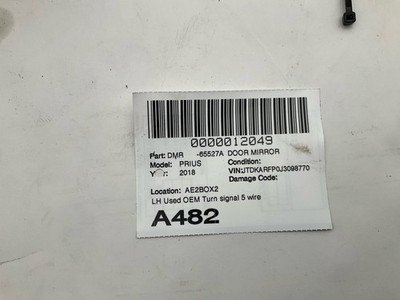 0000012049
Part: DMR -65527A DOOR MIRROR
Model: PRIUS Condition:
Year: 2018 VIN: JTDKARFP0J3098770
Damage Code:
Location: AE2BOX2
LH Used OEM Turn signal 5 wire
A482